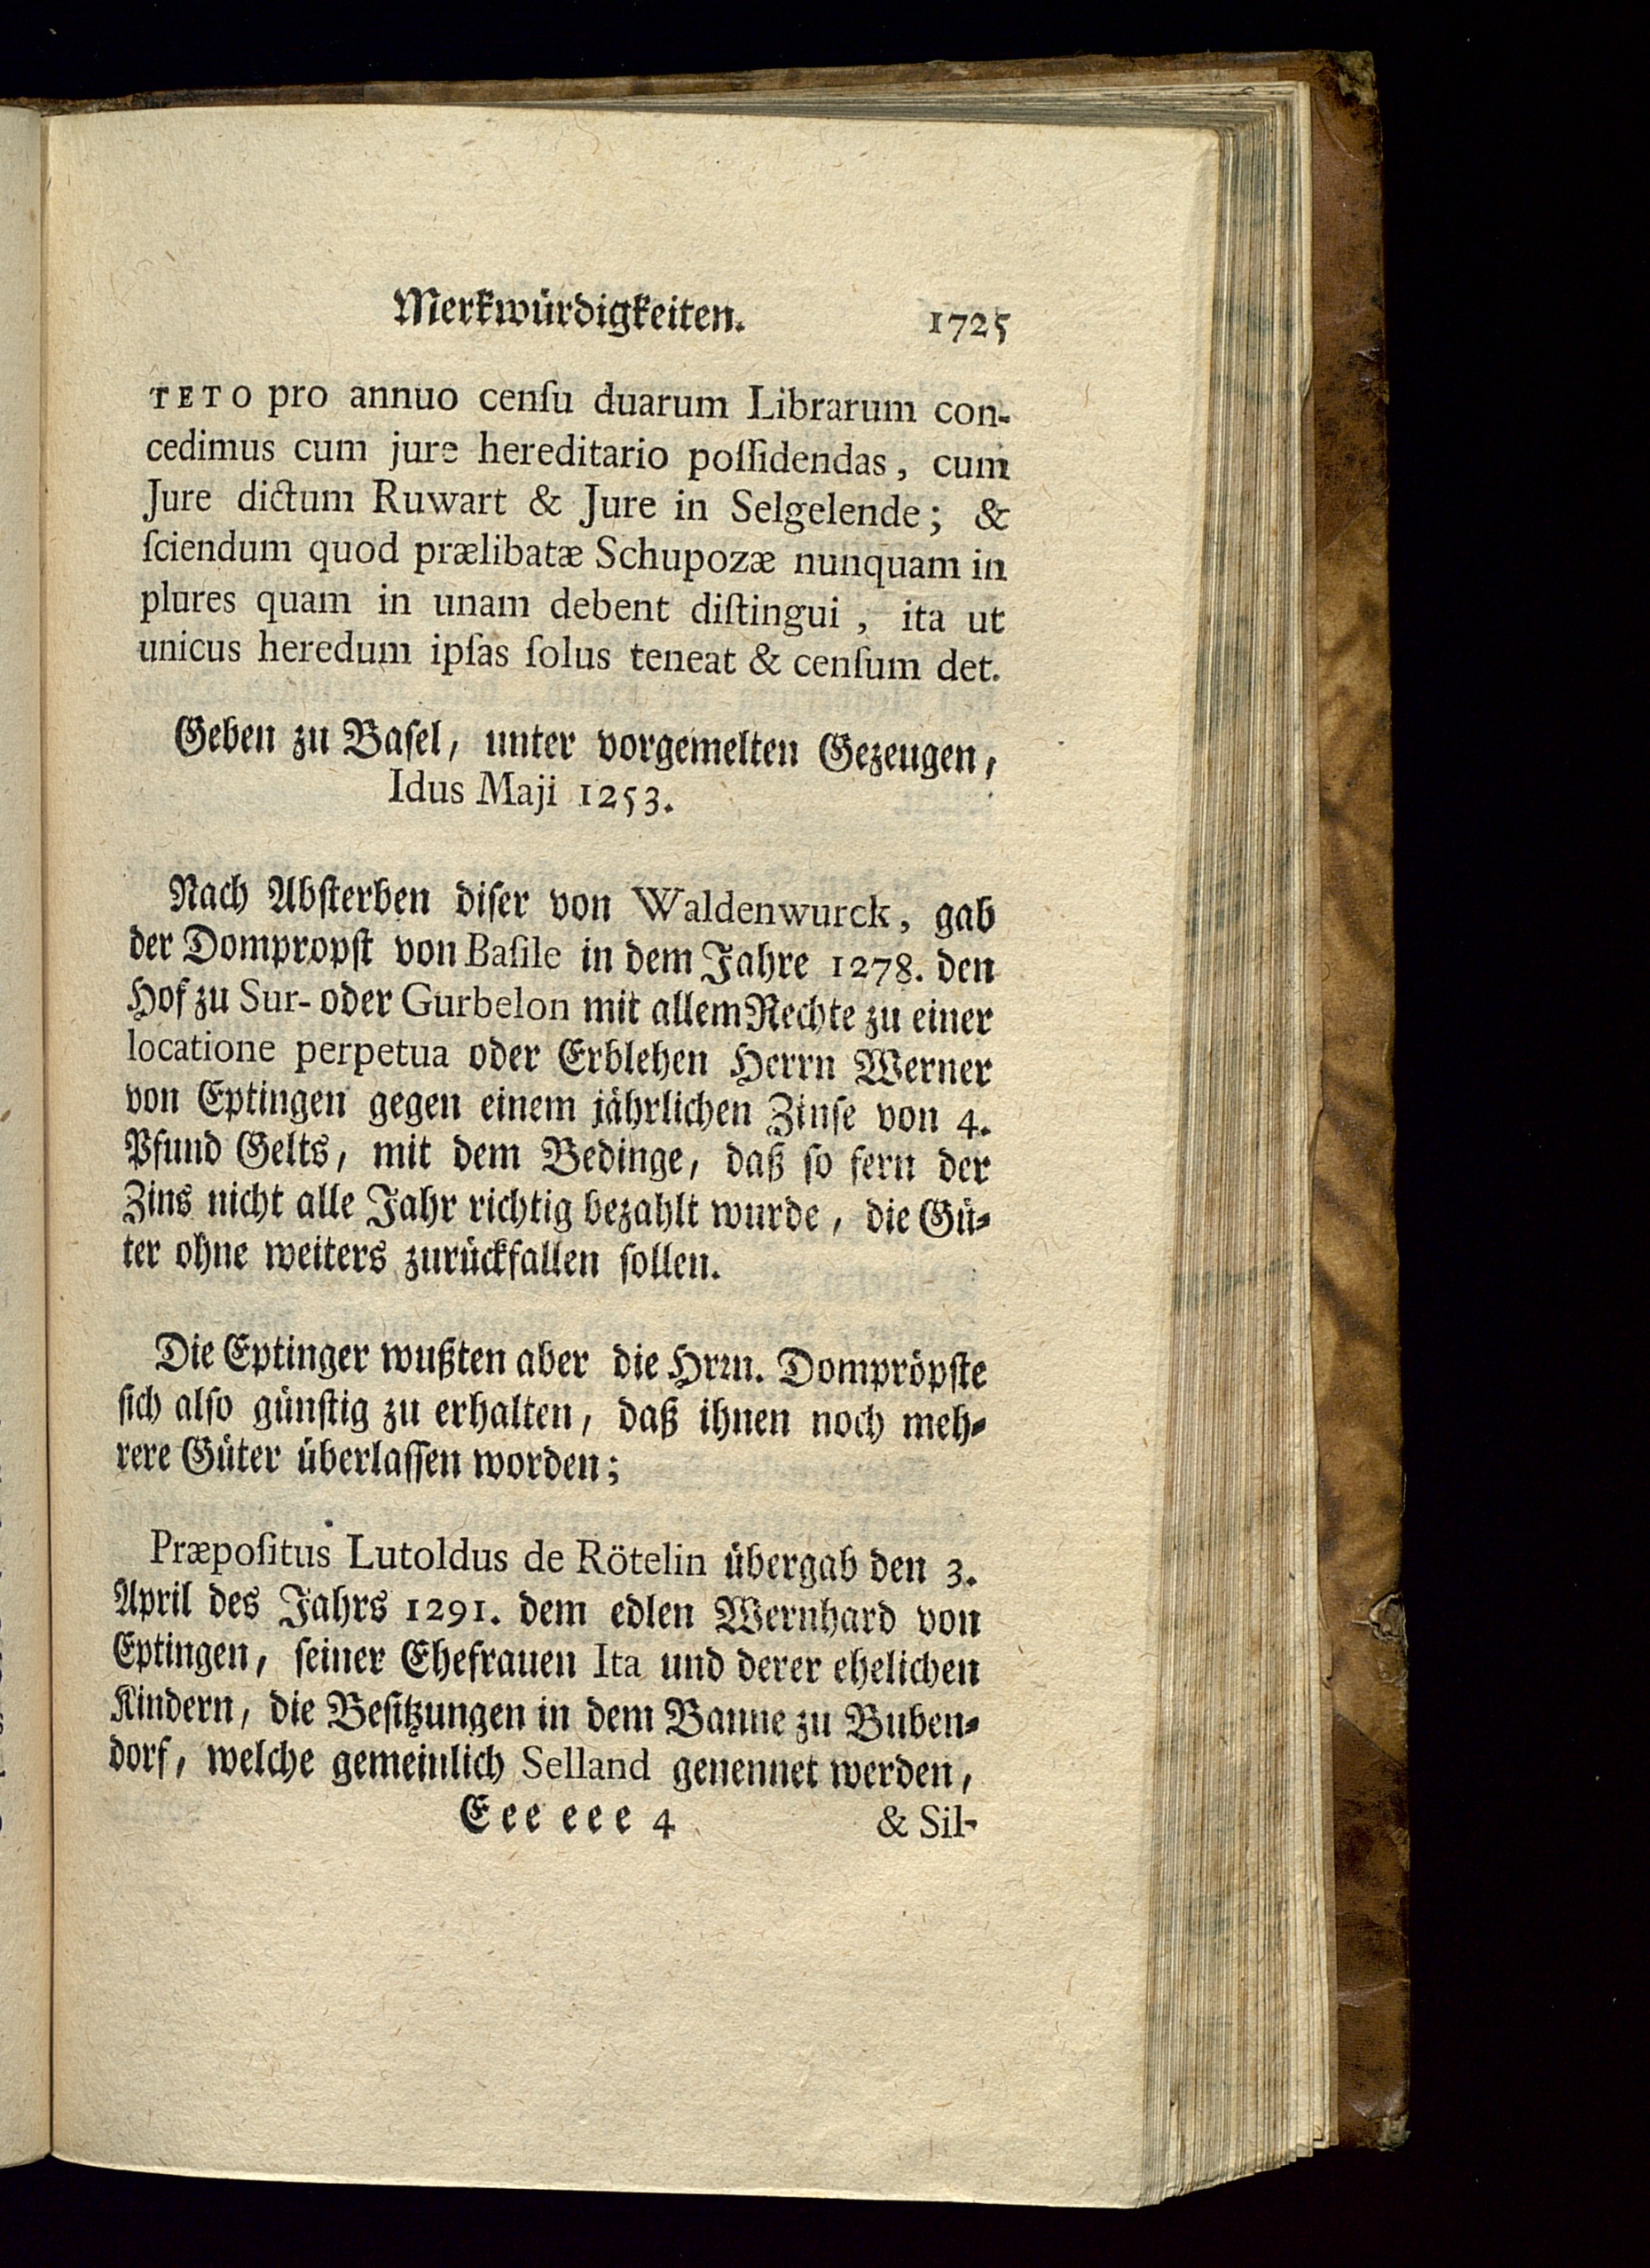 Merkwürdigkeiten. 1725
TETO pro annuo cenſu duarum Librarum con-
cedimus cum jure hereditario poſſidendas, cum
Jure dictum Ruwart & Jure in Selgelende; &
ſciendum quod prælibatæ Schupozæ nunquam in
plures quam in unam debent diſtingui, ita ut
unicus heredum ipſas ſolus teneat & cenſum det.
Geben zu Baſel, unter vorgemelten Gezeugen,
Idus Maji 1253.
Nach Abſterben diſer von Waldenwurck, gab
der Dompropſt von Baſile in dem Jahre 1278. den
Hof zu Sur- oder Gurbelon mit allem Rechte zu einer
locatione perpetua oder Erblehen Herrn Werner
von Eptingen gegen einem jährlichen Zinſe von 4.
Pfund Gelts, mit dem Bedinge, daß ſo fern der
Zins nicht alle Jahr richtig bezahlt wurde, die Gü-
ter ohne weiters zurückfallen ſollen.
Die Eptinger wußten aber die Hrrn. Dompröpſte
ſich alſo günſtig zu erhalten, daß ihnen noch meh-
rere Güter überlaſſen worden;
Præpoſitus Lutoldus de Rötelin übergab den 3.
April des Jahrs 1291. dem edlen Wernhard von
Eptingen, ſeiner Ehefrauen Ita und derer ehelichen
Kindern, die Beſitzungen in dem Banne zu Buben-
dorf, welche gemeinlich Selland genennet werden,
Eee eee 4 & Sil-